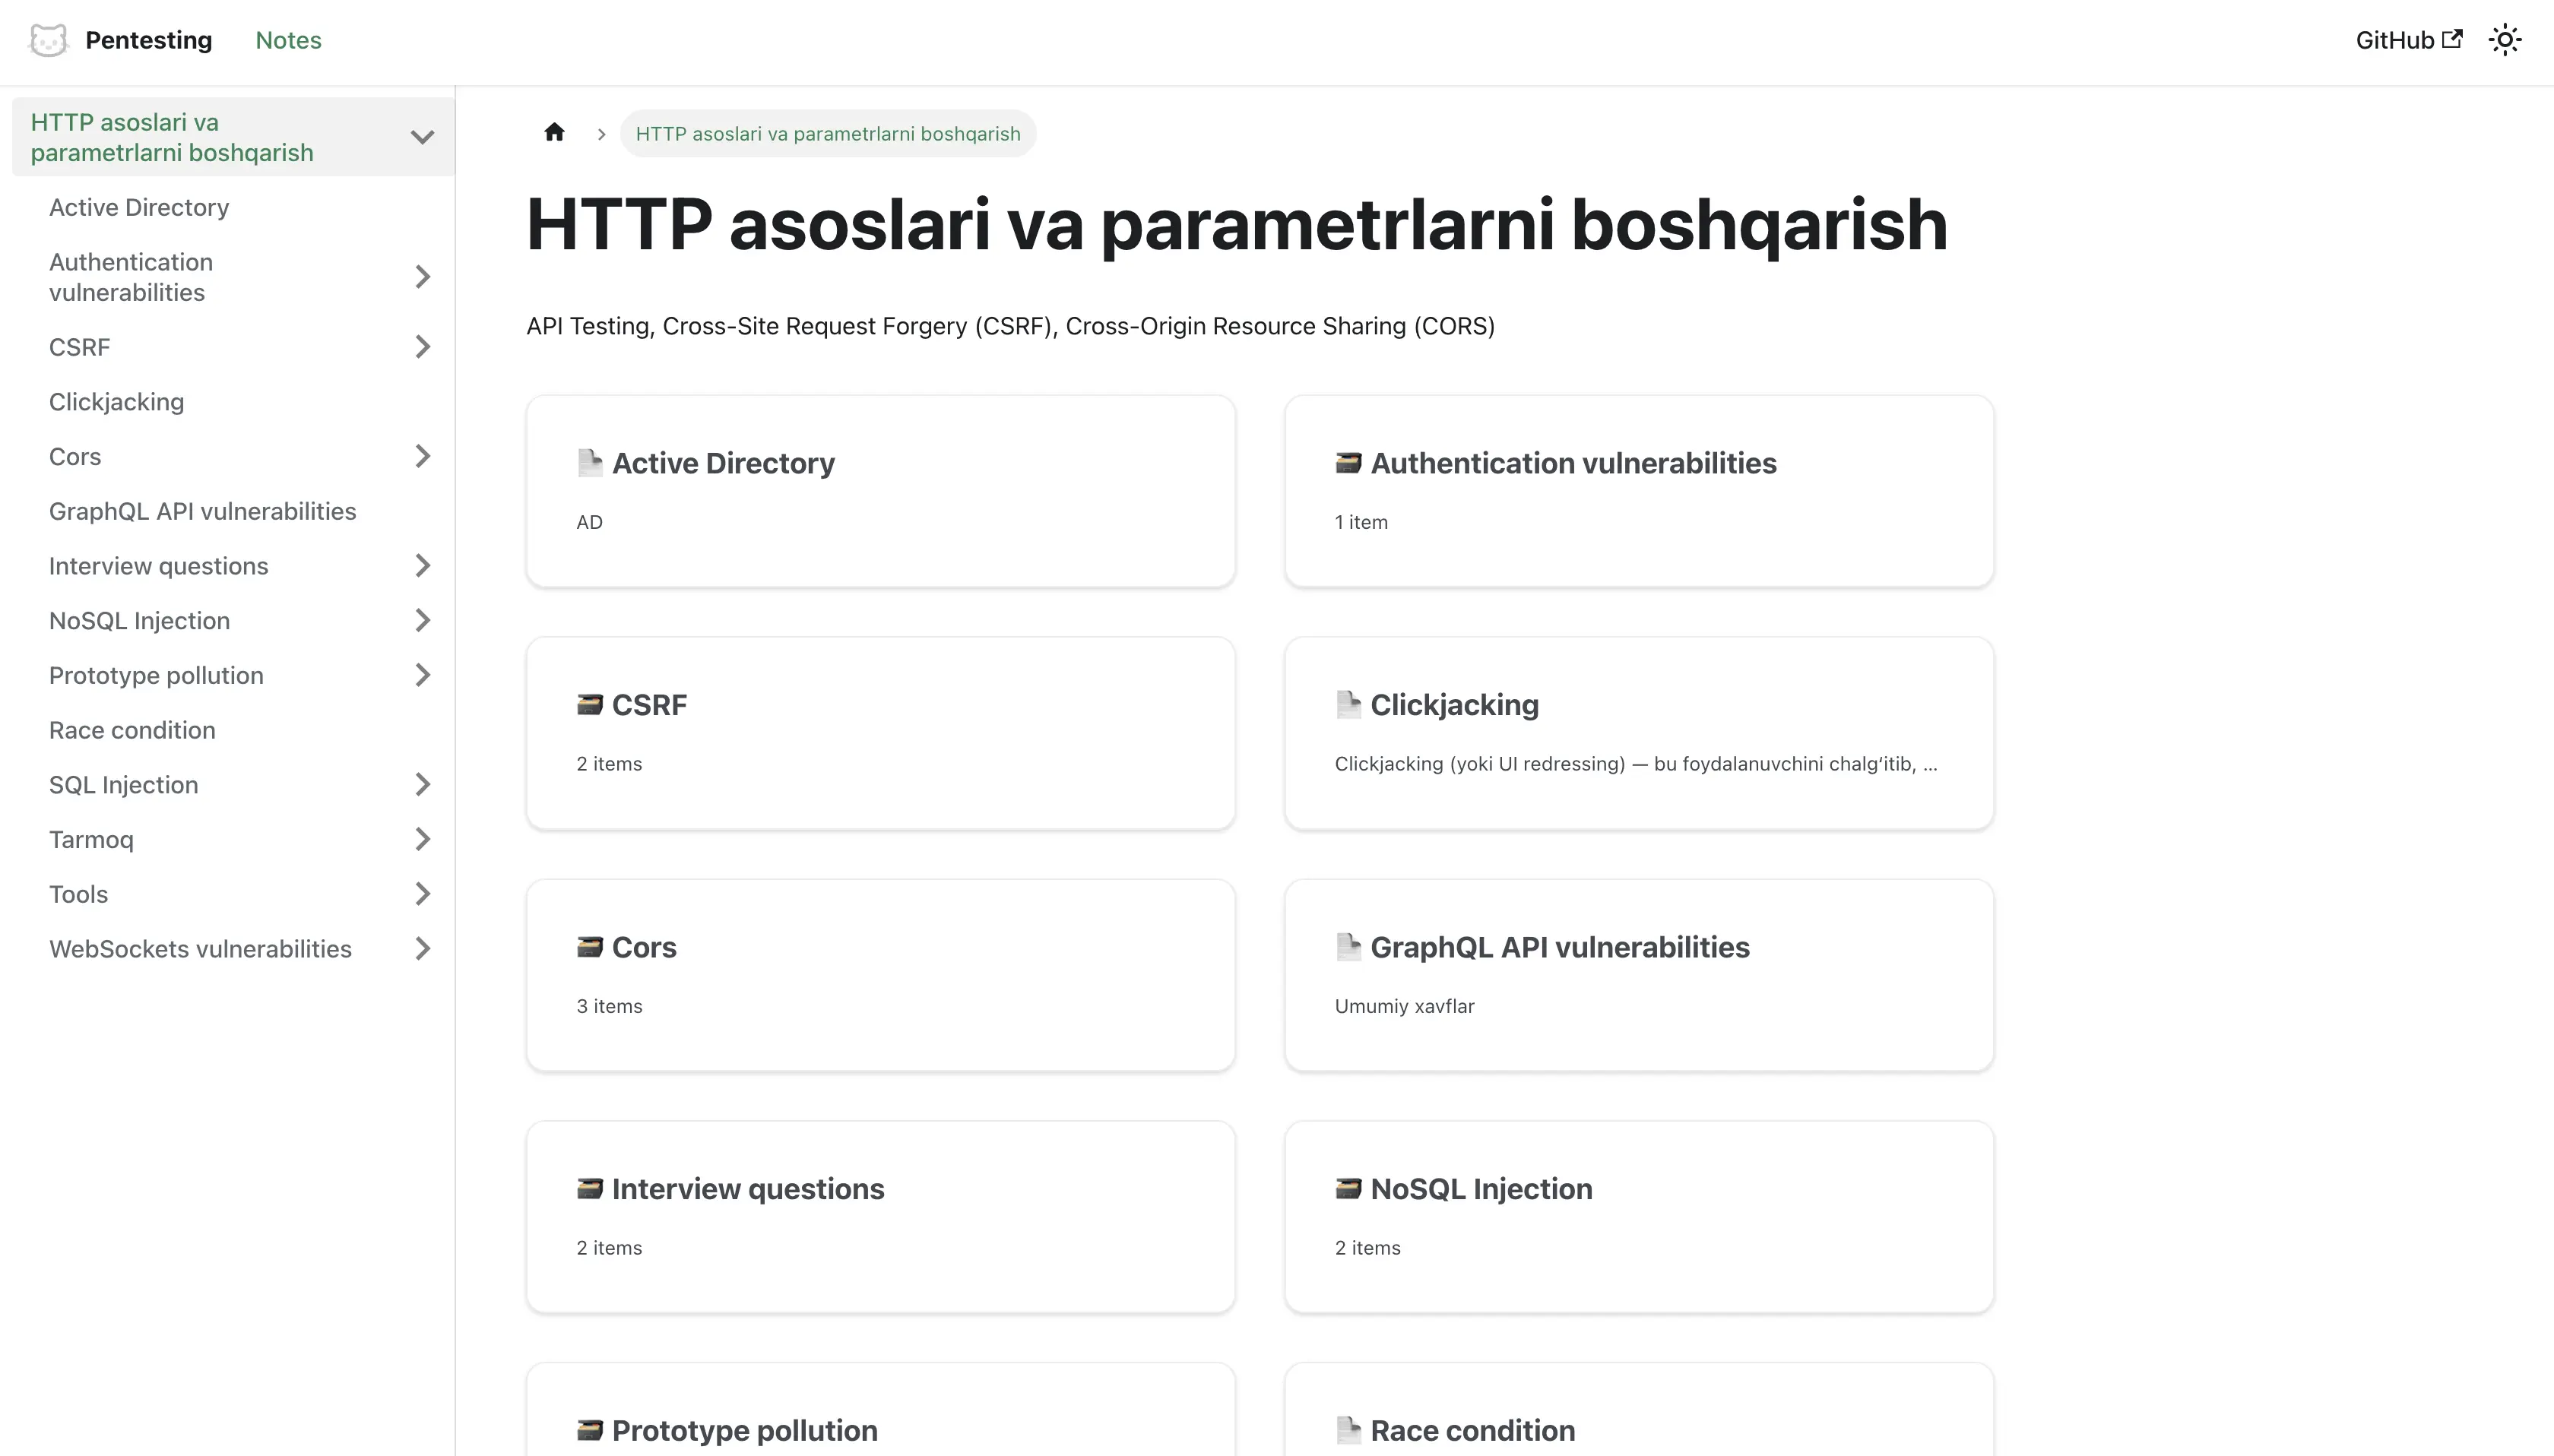 Pentesting
Notes
GitHub
HTTP asoslari va
parametrlarni boshqarish
Active Directory
Authentication
vulnerabilities
CSRF
Clickjacking
Cors
GraphQL API vulnerabilities
Interview questions
NoSQL Injection
Prototype pollution
Race condition
SQL Injection
Tarmoq
Tools
WebSockets vulnerabilities
HTTP asoslari va parametrlarni boshqarish
HTTP asoslari va parametrlarni boshqarish
API Testing, Cross-Site Request Forgery (CSRF), Cross-Origin Resource Sharing (CORS)
Active Directory
AD
Authentication vulnerabilities
1 item
CSRF
2 items
Clickjacking
Clickjacking (yoki UI redressing) — bu foydalanuvchini chalgʻitib, ...
Cors
3 items
GraphQL API vulnerabilities
Umumiy xavflar
Interview questions
2 items
NoSQL Injection
2 items
Prototype pollution
Race condition